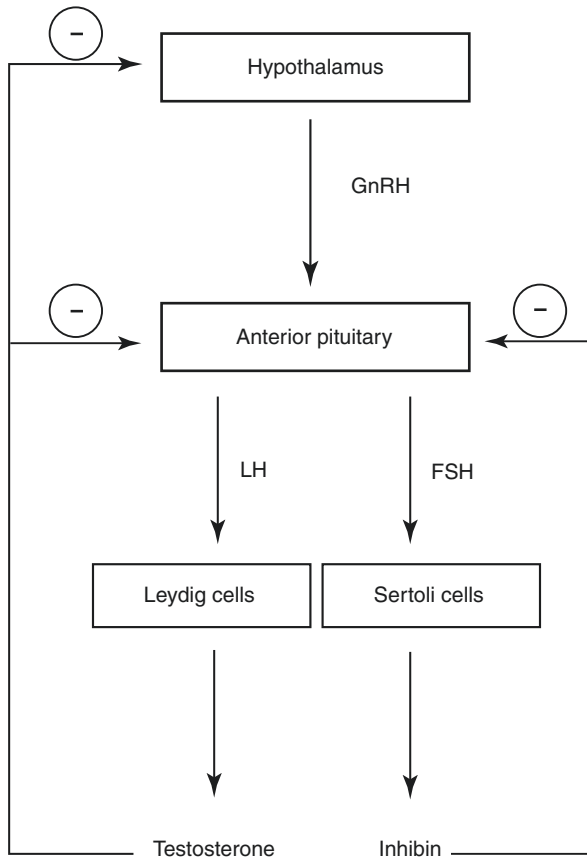 −
Hypothalamus
GnRH
−
−
Anterior pituitary
LH
FSH
Leydig cells
Sertoli cells
Testosterone
Inhibin